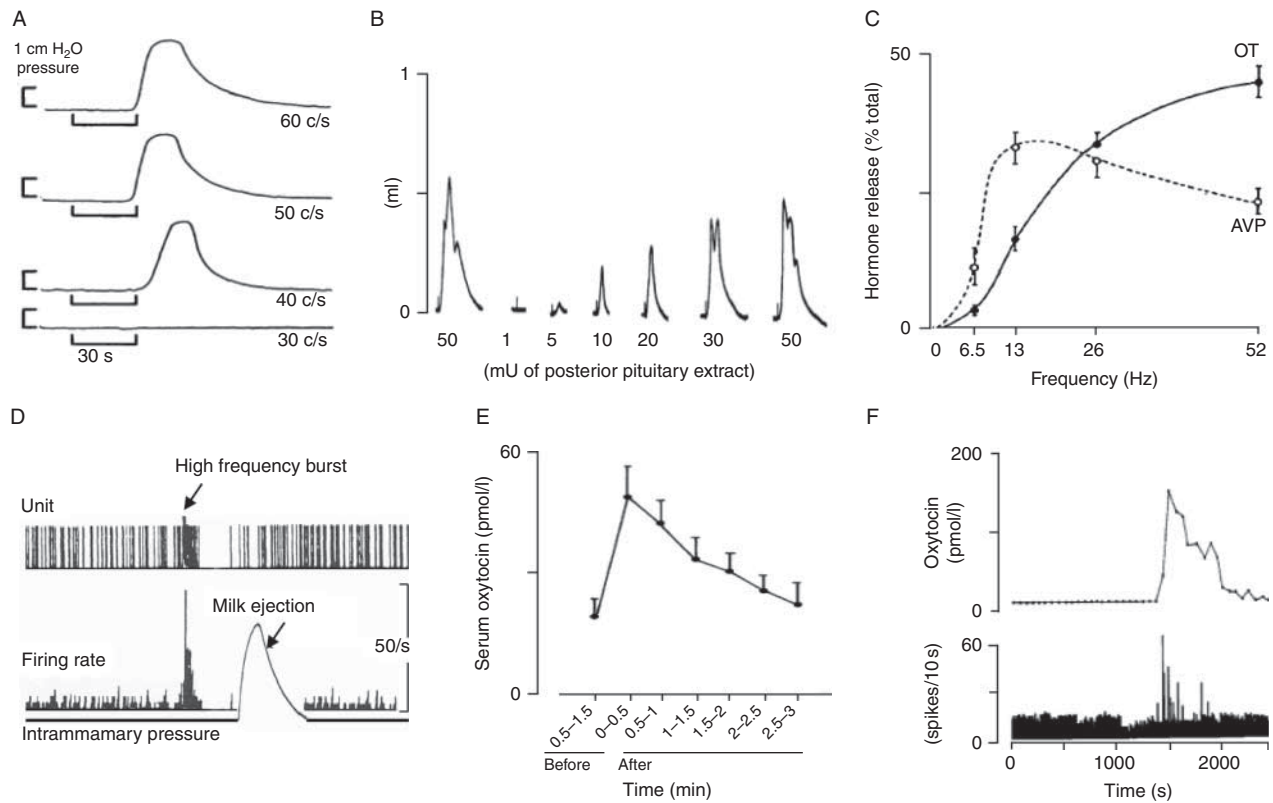 A
1 cm H₂O
pressure
60 c/s
50 c/s
40 c/s
30 c/s
30 s
B
1
(ml)
0
50 1 5 10 20 30 50
(mU of posterior pituitary extract)
C
50
Hormone release (% total)
0
OT
AVP
0 6.5 13 26 52
Frequency (Hz)
D
High frequency burst
Unit
Milk ejection
50/s
Firing rate
Intrammamary pressure
E
60
Serum oxytocin (pmol/l)
0
0.5–1.5 0–0.5 0.5–1 1–1.5 1.5–2 2–2.5 2.5–3
Before After
Time (min)
F
200
Oxytocin
(pmol/l)
0
60
(spikes/10 s)
0
0 1000 2000
Time (s)